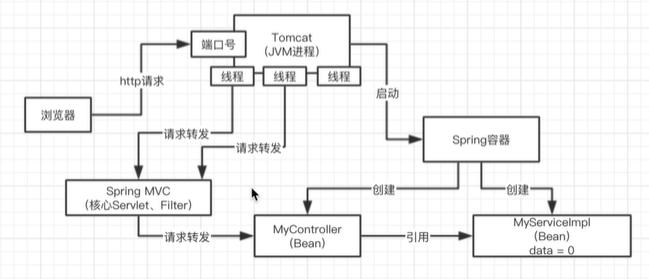 Tomcat
(JVM进程)
端口号
线程
线程
线程
http请求
启动
浏览器
请求转发
请求转发
Spring容器
Spring MVC
(核心Servlet、Filter)
创建
创建
请求转发
MyController
(Bean)
引用
MyServiceImpl
(Bean)
data = 0